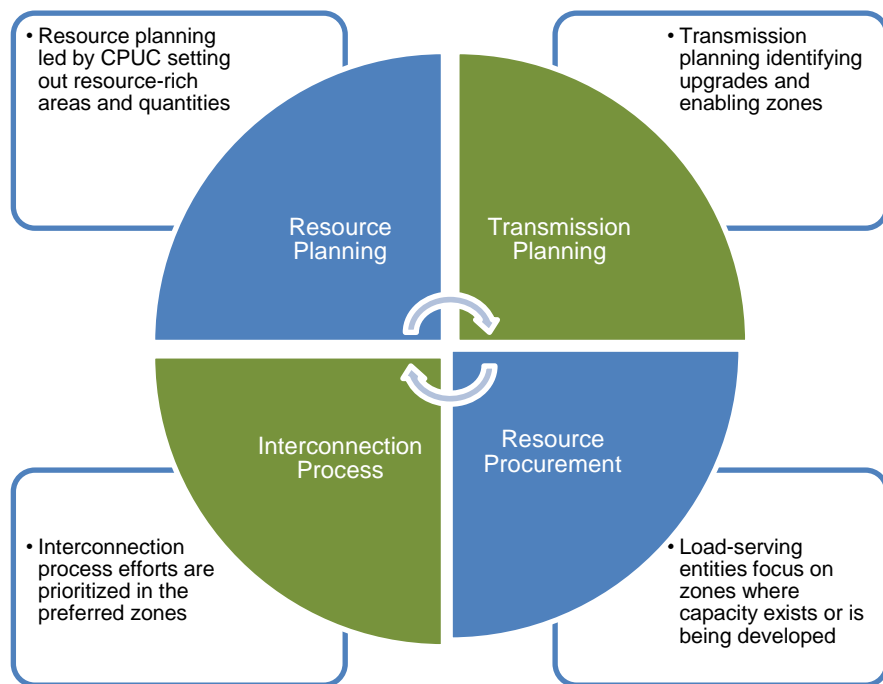 • Resource planning
led by CPUC setting
out resource-rich
areas and quantities
• Transmission
planning identifying
upgrades and
enabling zones
Resource
Planning
Transmission
Planning
Interconnection
Process
Resource
Procurement
• Interconnection
process efforts are
prioritized in the
preferred zones
• Load-serving
entities focus on
zones where
capacity exists or is
being developed